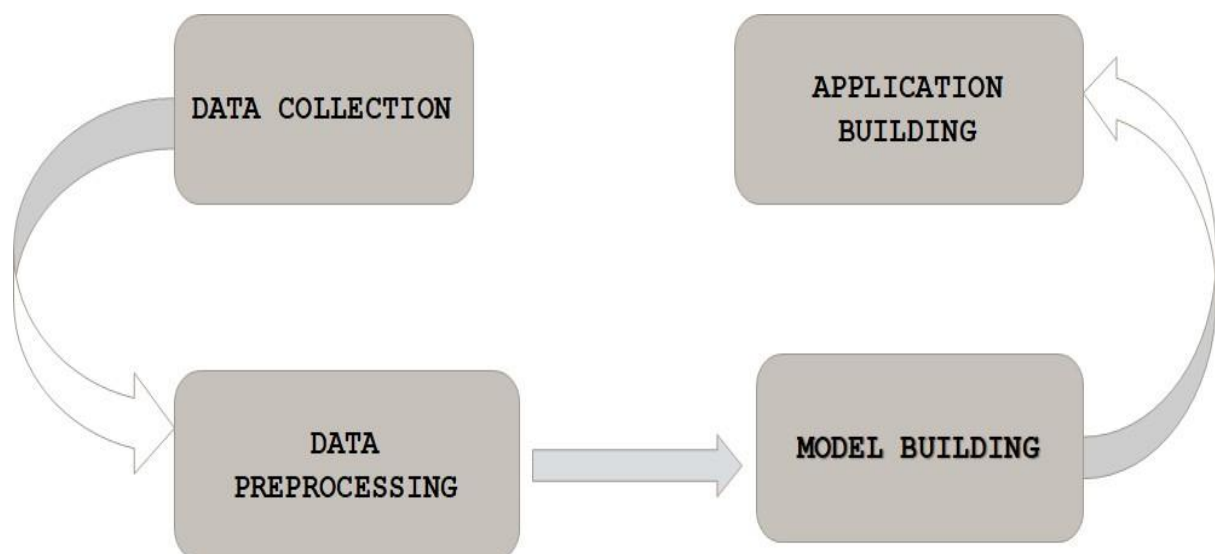 DATA COLLECTION
DATA
PREPROCESSING
MODEL BUILDING
APPLICATION
BUILDING